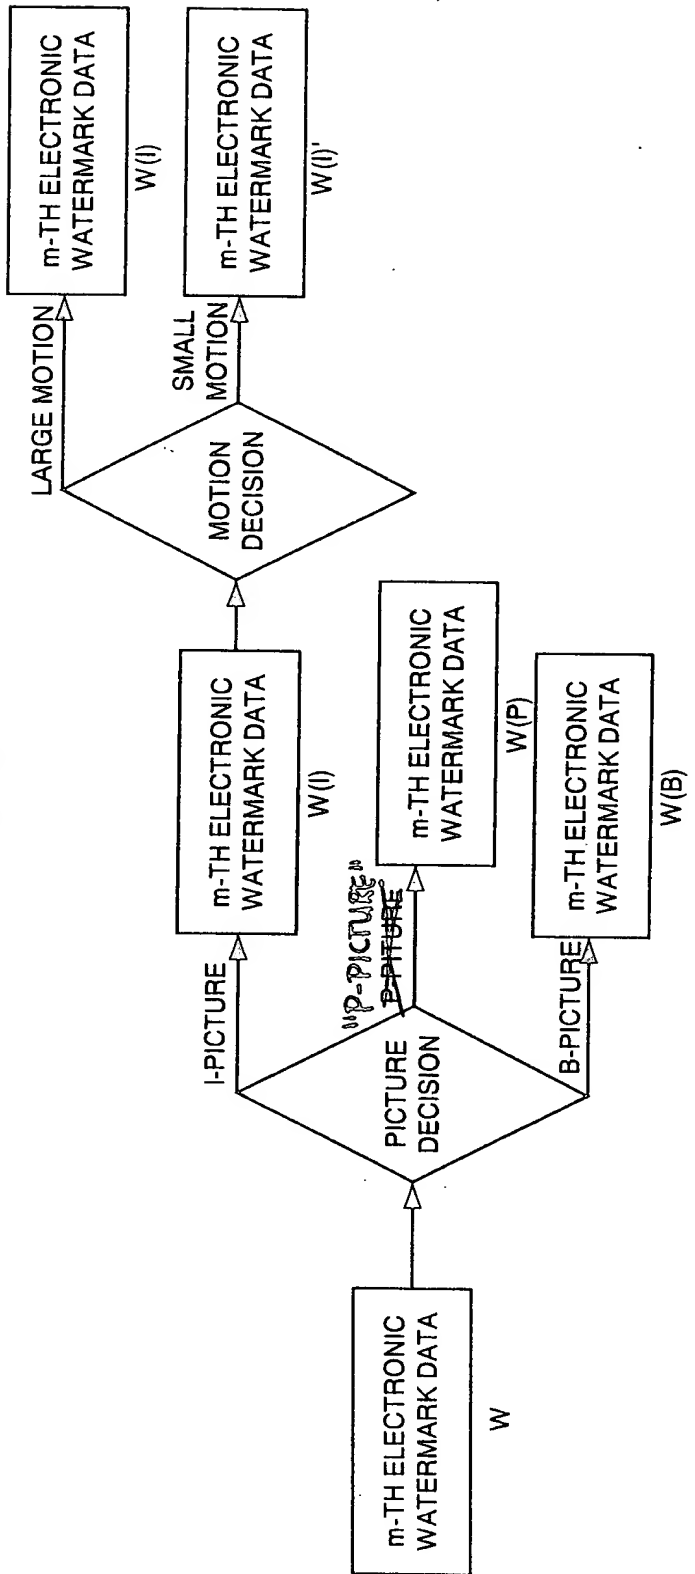 m-TH ELECTRONIC
WATERMARK DATA
W
PICTURE
DECISION
I-PICTURE
"P-PICTURE"
P-PITURE
B-PICTURE
m-TH ELECTRONIC
WATERMARK DATA
W(I)
m-TH ELECTRONIC
WATERMARK DATA
W(P)
m-TH ELECTRONIC
WATERMARK DATA
W(B)
MOTION
DECISION
LARGE MOTION
SMALL
MOTION
m-TH ELECTRONIC
WATERMARK DATA
W(I)
m-TH ELECTRONIC
WATERMARK DATA
W(I)'